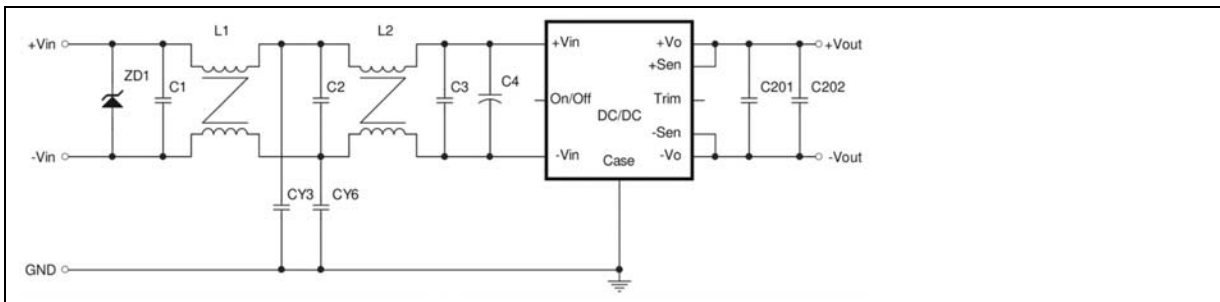 L1
L2
+Vin
+Vin
+Vo
+Vout
+Sen
ZD1
C1
C2
C3
C4
On/Off
Trim
C201
C202
DC/DC
-Sen
-Vin
-Vin
Case
-Vo
-Vout
CY3
CY6
GND